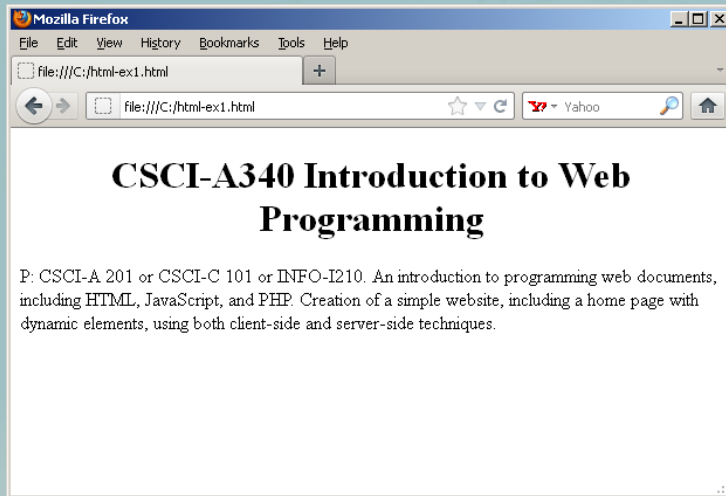 Mozilla Firefox
File Edit View History Bookmarks Tools Help
file:///C:/html-ex1.html
file:///C:/html-ex1.html Yahoo
CSCI-A340 Introduction to Web
Programming
P: CSCI-A 201 or CSCI-C 101 or INFO-I210. An introduction to programming web documents,
including HTML, JavaScript, and PHP. Creation of a simple website, including a home page with
dynamic elements, using both client-side and server-side techniques.